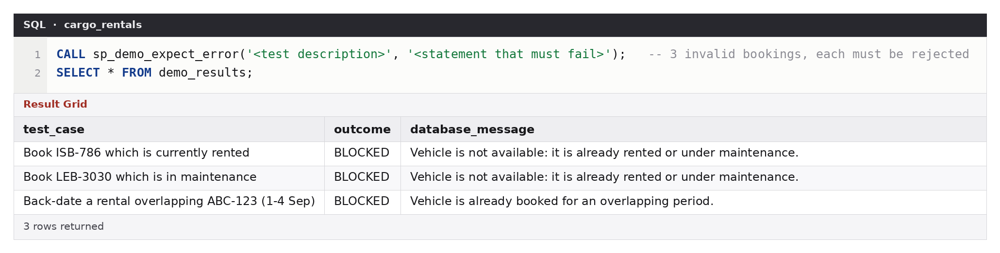 SQL · cargo_rentals
1 CALL sp_demo_expect_error('<test description>', '<statement that must fail>'); -- 3 invalid bookings, each must be rejected
2 SELECT * FROM demo_results;
Result Grid
test_case outcome database_message
Book ISB-786 which is currently rented BLOCKED Vehicle is not available: it is already rented or under maintenance.
Book LEB-3030 which is in maintenance BLOCKED Vehicle is not available: it is already rented or under maintenance.
Back-date a rental overlapping ABC-123 (1-4 Sep) BLOCKED Vehicle is already booked for an overlapping period.
3 rows returned